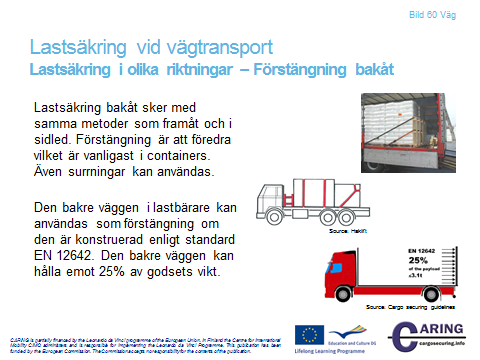 Bild 60 Väg
Lastsäkring vid vägtransport
Lastsäkring i olika riktningar – Förstängning bakåt
Lastsäkring bakåt sker med
samma metoder som framåt och i
sidled. Förstängning är att föredra
vilket är vanligast i containers.
Även surrningar kan användas.
Den bakre väggen i lastbärare kan
användas som förstängning om
den är konstruerad enligt standard
EN 12642. Den bakre väggen kan
hålla emot 25% av godsets vikt.
Source: Haklift
EN 12642
25%
of the payload
≤3.1t
Source: Cargo securing guidelines
CARING is partially financed by the Leonardo da Vinci programme of the European Union. In Finland the Centre for International
Mobility CIMO administers and is responsible for implementing the Leonardo da Vinci Programme. This publication has been
funded by European Commission. The Commission accepts no responsibility for the contents of the publication.
Education and Culture DG
Lifelong Learning Programme
CARING
cargosecuring.info